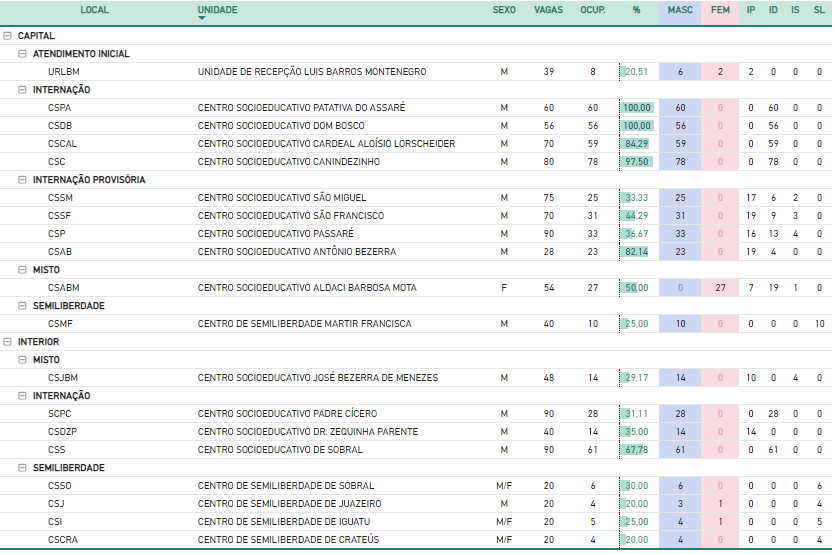 LOCAL UNIDADE SEXO VAGAS OCUP. % MASC FEM IP ID IS SL
CAPITAL
ATENDIMENTO INICIAL
URLBM UNIDADE DE RECEPÇÃO LUIS BARROS MONTENEGRO M 39 8 20,51 6 2 2 0 0 0
INTERNAÇÃO
CSPA CENTRO SOCIOEDUCATIVO PATATIVA DO ASSARÉ M 60 60 100,00 60 0 0 60 0 0
CSDB CENTRO SOCIOEDUCATIVO DOM BOSCO M 56 56 100,00 56 0 0 56 0 0
CSCAL CENTRO SOCIOEDUCATIVO CARDEAL ALOÍSIO LORSCHEIDER M 70 59 84,29 59 0 0 59 0 0
CSC CENTRO SOCIOEDUCATIVO CANINDEZINHO M 80 78 97,50 78 0 0 78 0 0
INTERNAÇÃO PROVISÓRIA
CSSM CENTRO SOCIOEDUCATIVO SÃO MIGUEL M 75 25 33,33 25 0 17 6 2 0
CSSF CENTRO SOCIOEDUCATIVO SÃO FRANCISCO M 70 31 44,29 31 0 19 9 3 0
CSP CENTRO SOCIOEDUCATIVO PASSARÉ M 90 33 36,67 33 0 16 13 4 0
CSAB CENTRO SOCIOEDUCATIVO ANTÔNIO BEZERRA M 28 23 82,14 23 0 19 4 0 0
MISTO
CSABM CENTRO SOCIOEDUCATIVO ALDACI BARBOSA MOTA F 54 27 50,00 0 27 7 19 1 0
SEMILIBERDADE
CSMF CENTRO DE SEMILIBERDADE MARTIR FRANCISCA M 40 10 25,00 10 0 0 0 0 10
INTERIOR
MISTO
CSJBM CENTRO SOCIOEDUCATIVO JOSÉ BEZERRA DE MENEZES M 48 14 29,17 14 0 10 0 4 0
INTERNAÇÃO
SCPC CENTRO SOCIOEDUCATIVO PADRE CÍCERO M 90 28 31,11 28 0 0 28 0 0
CSDZP CENTRO SOCIOEDUCATIVO DR. ZEQUINHA PARENTE M 40 14 35,00 14 0 14 0 0 0
CSS CENTRO SOCIOEDUCATIVO DE SOBRAL M 90 61 67,78 61 0 0 61 0 0
SEMILIBERDADE
CSSO CENTRO DE SEMILIBERDADE DE SOBRAL M/F 20 6 30,00 6 0 0 0 0 6
CSJ CENTRO DE SEMILIBERDADE DE JUAZEIRO M 20 4 20,00 3 1 0 0 0 4
CSI CENTRO DE SEMILIBERDADE DE IGUATU M/F 20 5 25,00 4 1 0 0 0 5
CSCRA CENTRO DE SEMILIBERDADE DE CRATEÚS M/F 20 4 20,00 4 0 0 0 0 4